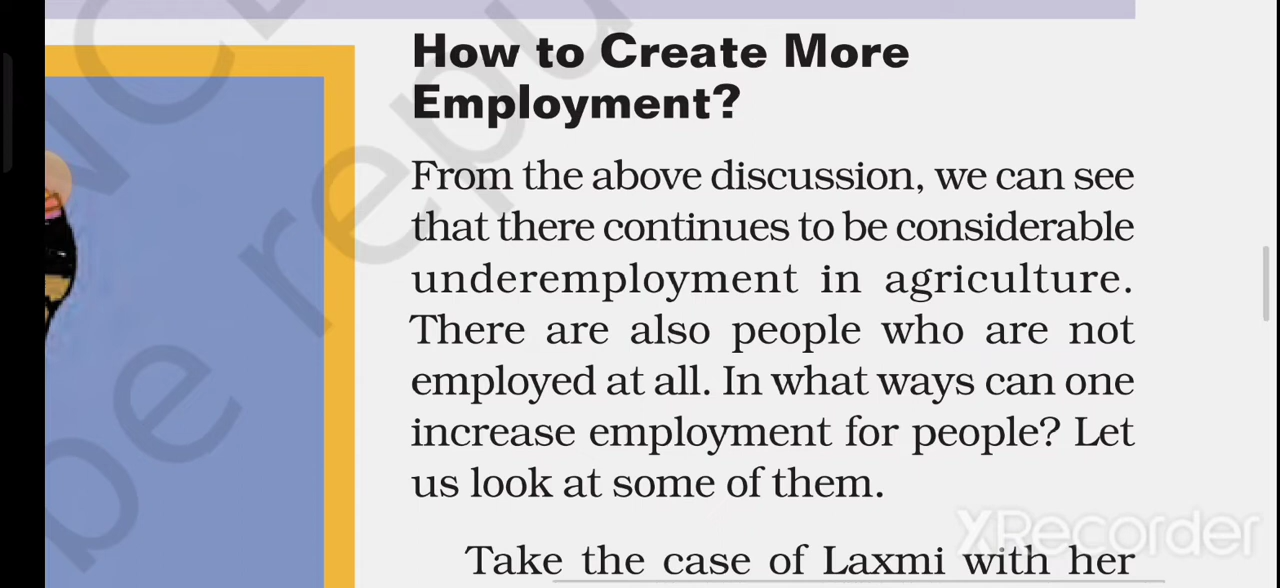 How to Create More
Employment?
From the above discussion, we can see
that there continues to be considerable
underemployment in agriculture.
There are also people who are not
employed at all. In what ways can one
increase employment for people? Let
us look at some of them.
Take the case of Laxmi with her
XRecorder
be repu